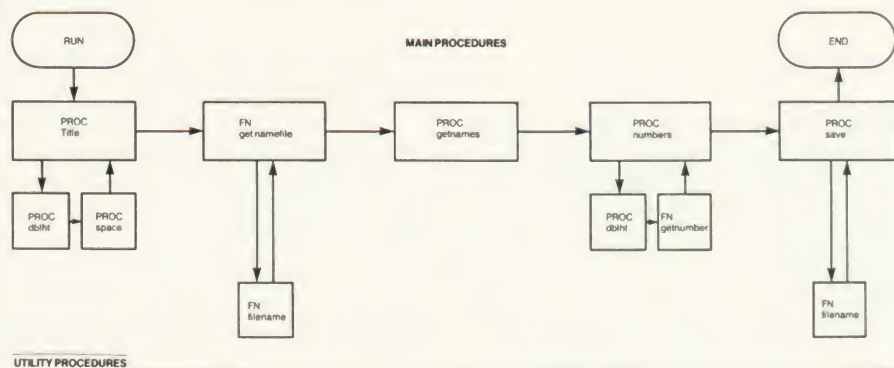 RUN
MAIN PROCEDURES
END
PROC
Title
FN
get namefile
PROC
getnames
PROC
numbers
PROC
save
PROC
dblht
PROC
space
PROC
dblht
FN
getnumber
FN
filename
FN
filename
UTILITY PROCEDURES